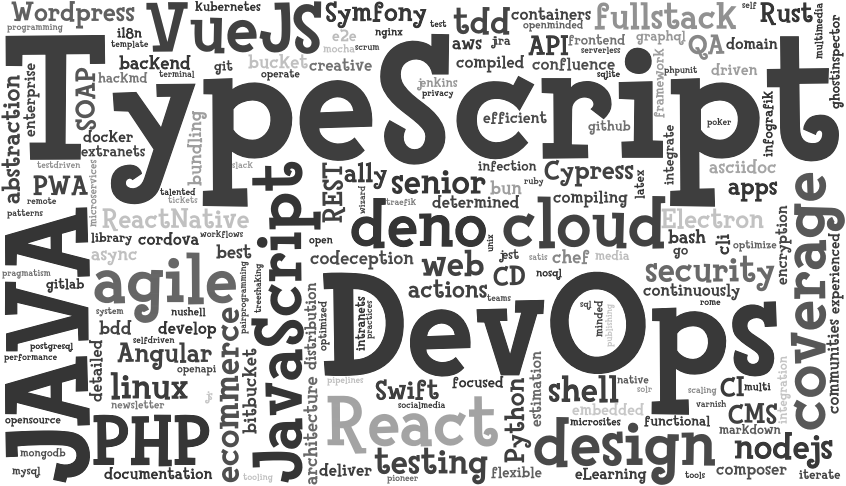 Wordpress
kubernetes
Symfony
containers
fullstack
self
Rust
programming
VueJS
test
tdd
openminded
multimedia
i18n
template
e2e
nginx
mocha
scrum
aws
jra
API
frontend
serverless
graphql
QA
domain
backend
terminal
git
bucket
operate
creative
compiled
confluence
sqlite
framework
phpunit
driven
ghostinspector
hackmd
SOAP
enterprise
abstraction
TypeScript
jenkins
privacy
efficient
github
poker
infografik
integrate
docker
extranets
bundling
testdriven
slack
infection
ruby
Cypress
latex
asciidoc
PWA
remote
patterns
microservices
talented
tickets
REST
wizard
ally
traefik
senior
bun
determined
compiling
apps
ReactNative
workflows
JavaScript
deno
cloud
Electron
library
cordova
open
unix
bash
go
cli
optimize
encryption
coverage
experienced
async
best
codeception
web
jest
satis
chef
media
JAVA
pragmatism
gitlab
agile
pairprogramming
treeshaking
actions
CD
nosql
security
continuously
rome
system
nushell
teams
bdd
develop
selfdriven
distribution
optimized
intranets
practices
DevOps
sql
minded
publishing
postgresql
performance
detailed
Angular
openapi
ecommerce
bitbucket
architecture
pipelines
linux
newsletter
js
Swift
socialmedia
focused
Python
estimation
shell
native
solr
scaling
varnish
CI
multi
integration
communities
opensource
PHP
React
embedded
microsites
functional
CMS
markdown
mongodb
mysql
documentation
tooling
deliver
testing
pioneer
flexible
design
eLearning
tools
composer
nodejs
iterate